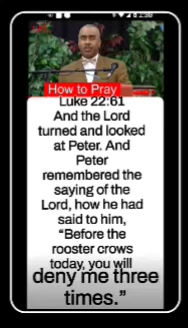 How to Pray
Luke 22:61
And the Lord
turned and looked
at Peter. And
Peter
remembered the
saying of the
Lord, how he had
said to him,
“Before the
rooster crows
today, you will
deny me three
times.”